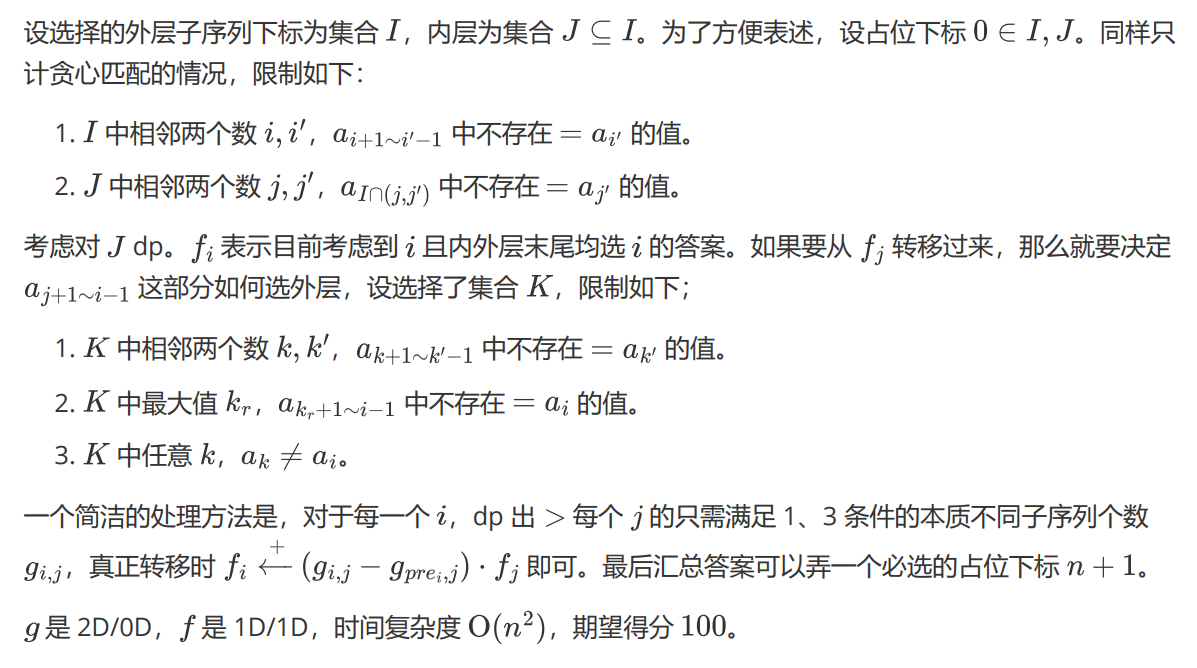 设选择的外层子序列下标为集合 $I$，内层为集合 $J \subseteq I$。为了方便表述，设占位下标 $0 \in I, J$。同样只
计贪心匹配的情况，限制如下：
1. $I$ 中相邻两个数 $i, i'$，$a_{i+1\sim i'-1}$ 中不存在 $= a_{i'}$ 的值。
2. $J$ 中相邻两个数 $j, j'$，$a_{I\cap(j,j')}$ 中不存在 $= a_{j'}$ 的值。
考虑对 $J$ dp。$f_i$ 表示目前考虑到 $i$ 且内外层末尾均选 $i$ 的答案。如果要从 $f_j$ 转移过来，那么就要决定
$a_{j+1\sim i-1}$ 这部分如何选外层，设选择了集合 $K$，限制如下；
1. $K$ 中相邻两个数 $k, k'$，$a_{k+1\sim k'-1}$ 中不存在 $= a_{k'}$ 的值。
2. $K$ 中最大值 $k_r$，$a_{k_r+1\sim i-1}$ 中不存在 $= a_i$ 的值。
3. $K$ 中任意 $k$，$a_k \neq a_i$。
一个简洁的处理方法是，对于每一个 $i$，dp 出 $>$ 每个 $j$ 的只需满足 1、3 条件的本质不同子序列个数
$g_{i,j}$，真正转移时 $f_i \stackrel{+}{\leftarrow} (g_{i,j} - g_{pre_i,j}) \cdot f_j$ 即可。最后汇总答案可以弄一个必选的占位下标 $n + 1$。
$g$ 是 2D/0D，$f$ 是 1D/1D，时间复杂度 $\mathrm{O}(n^2)$，期望得分 $100$。